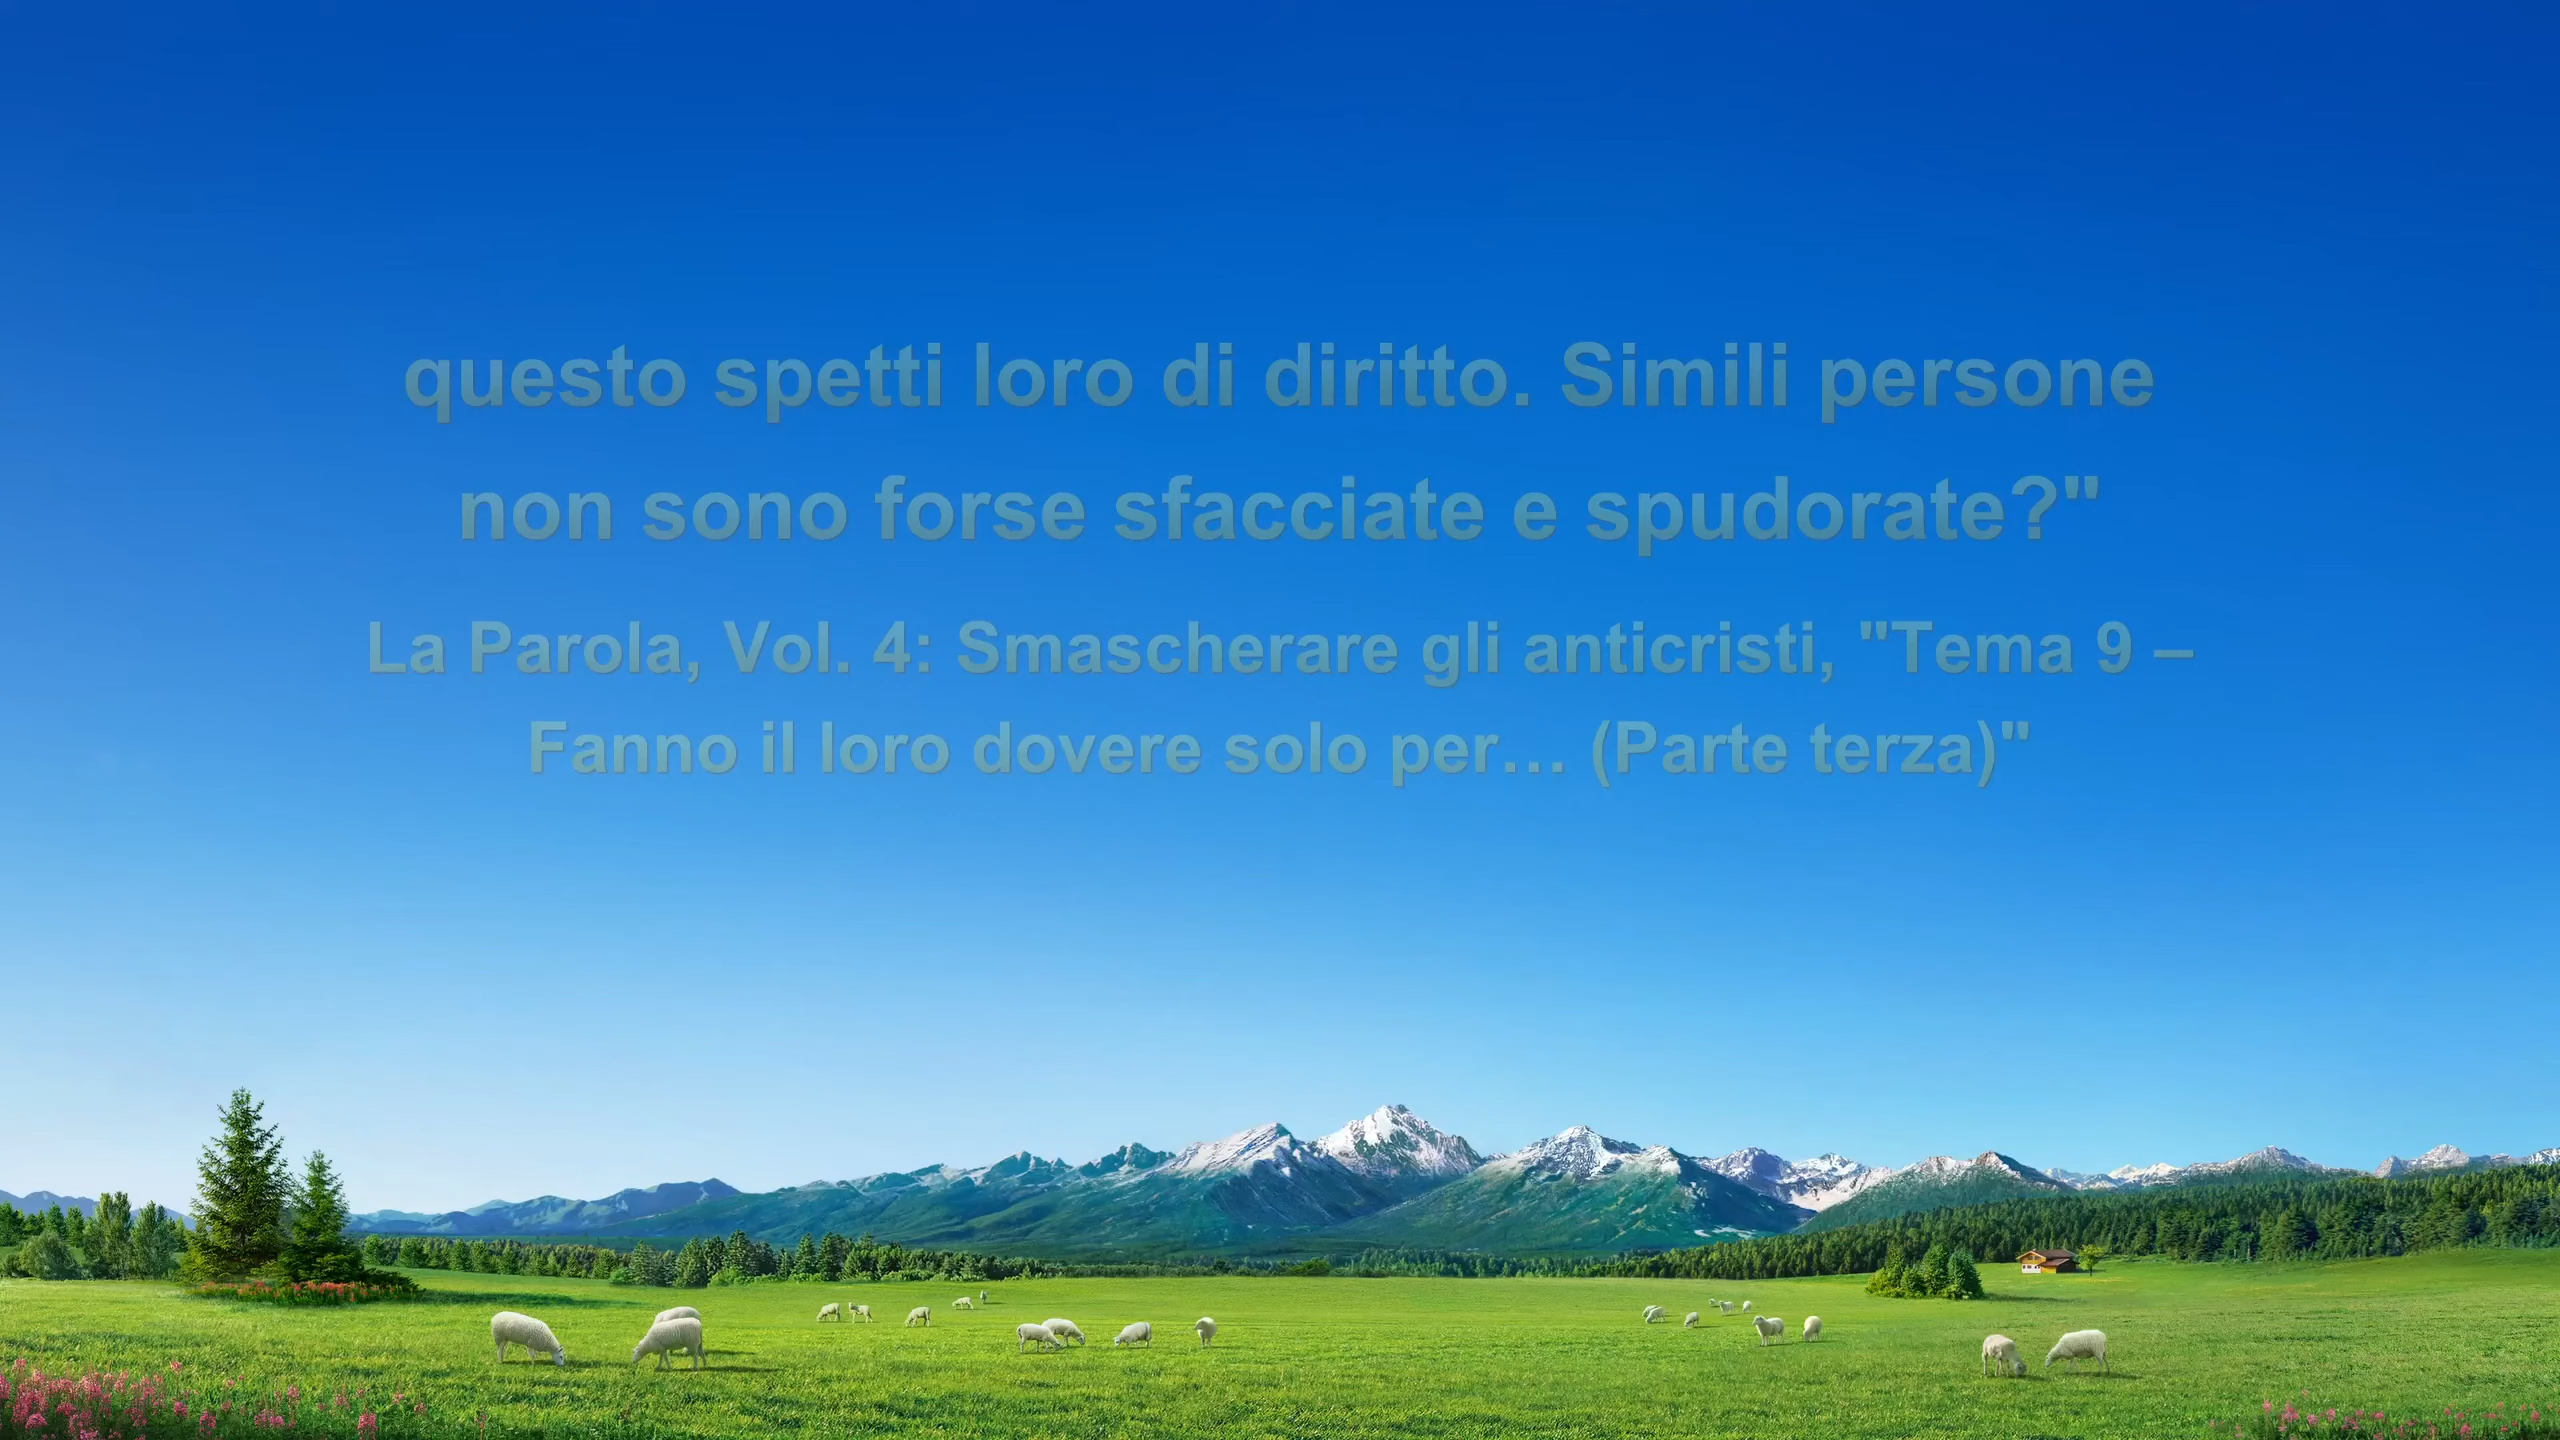 questo spetti loro di diritto. Simili persone
non sono forse sfacciate e spudorate?"
La Parola, Vol. 4: Smascherare gli anticristi, "Tema 9 –
Fanno il loro dovere solo per… (Parte terza)"